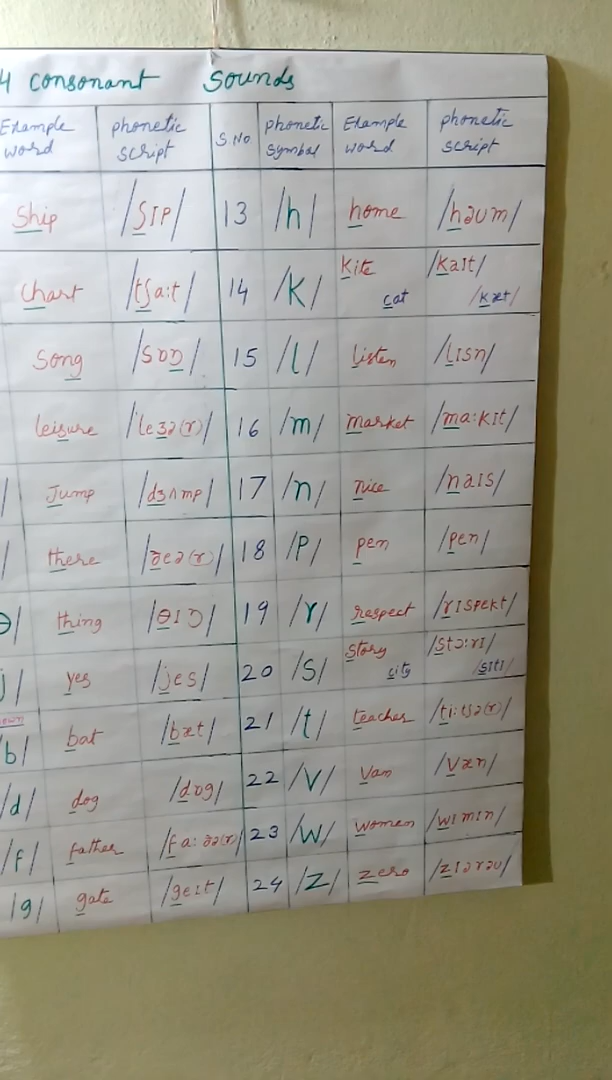 4 consonant Sounds
Example word phonetic script S.No phonetic symbol Example word phonetic script
Ship /ʃɪp/ 13 /h/ home /həʊm/
Chart /tʃa:t/ 14 /k/ Kite cat /kaɪt/ /kæt/
Song /sɒŋ/ 15 /l/ Listen /lɪsn/
leisure /'leʒə(r)/ 16 /m/ market /ma:kɪt/
Jump /dʒʌmp/ 17 /n/ nice /naɪs/
there /ðeə(r)/ 18 /p/ pen /pen/
θ/ thing /θɪŋ/ 19 /r/ respect /rɪspekt/
j/ yes /jes/ 20 /s/ Story city /stɔ:rɪ/ /sɪtɪ/
/b/ bat /bæt/ 21 /t/ teacher /ti:tʃə(r)/
/d/ dog /dɒg/ 22 /v/ Van /væn/
/f/ father /fa:ðə(r)/ 23 /w/ women /wɪmɪn/
/g/ gate /geɪt/ 24 /z/ zero /zɪərəʊ/